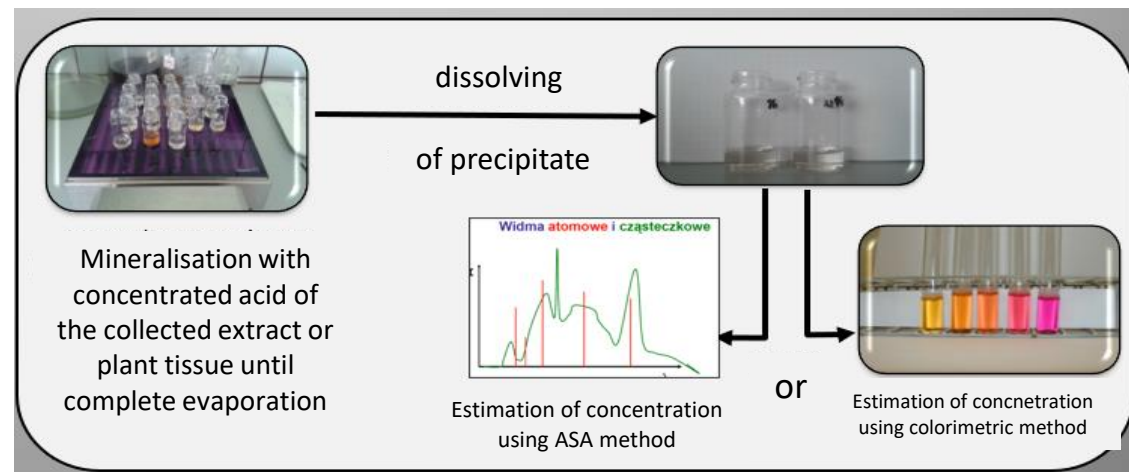 dissolving
of precipitate
Mineralisation with
concentrated acid of
the collected extract or
plant tissue until
complete evaporation
Widma atomowe i cząsteczkowe
Estimation of concentration
using ASA method
or
Estimation of concnetration
using colorimetric method